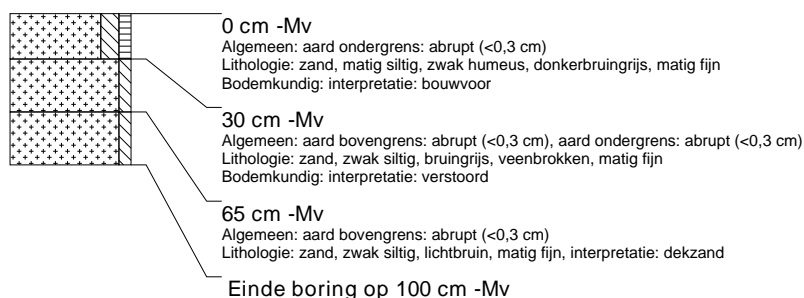 0 cm -Mv
Algemeen: aard ondergrens: abrupt (<0,3 cm)
Lithologie: zand, matig siltig, zwak humeus, donkerbruingrijs, matig fijn
Bodemkundig: interpretatie: bouwvoor
30 cm -Mv
Algemeen: aard bovengrens: abrupt (<0,3 cm), aard ondergrens: abrupt (<0,3 cm)
Lithologie: zand, zwak siltig, bruingrijs, veenbrokken, matig fijn
Bodemkundig: interpretatie: verstoord
65 cm -Mv
Algemeen: aard bovengrens: abrupt (<0,3 cm)
Lithologie: zand, zwak siltig, lichtbruin, matig fijn, interpretatie: dekzand
Einde boring op 100 cm -Mv